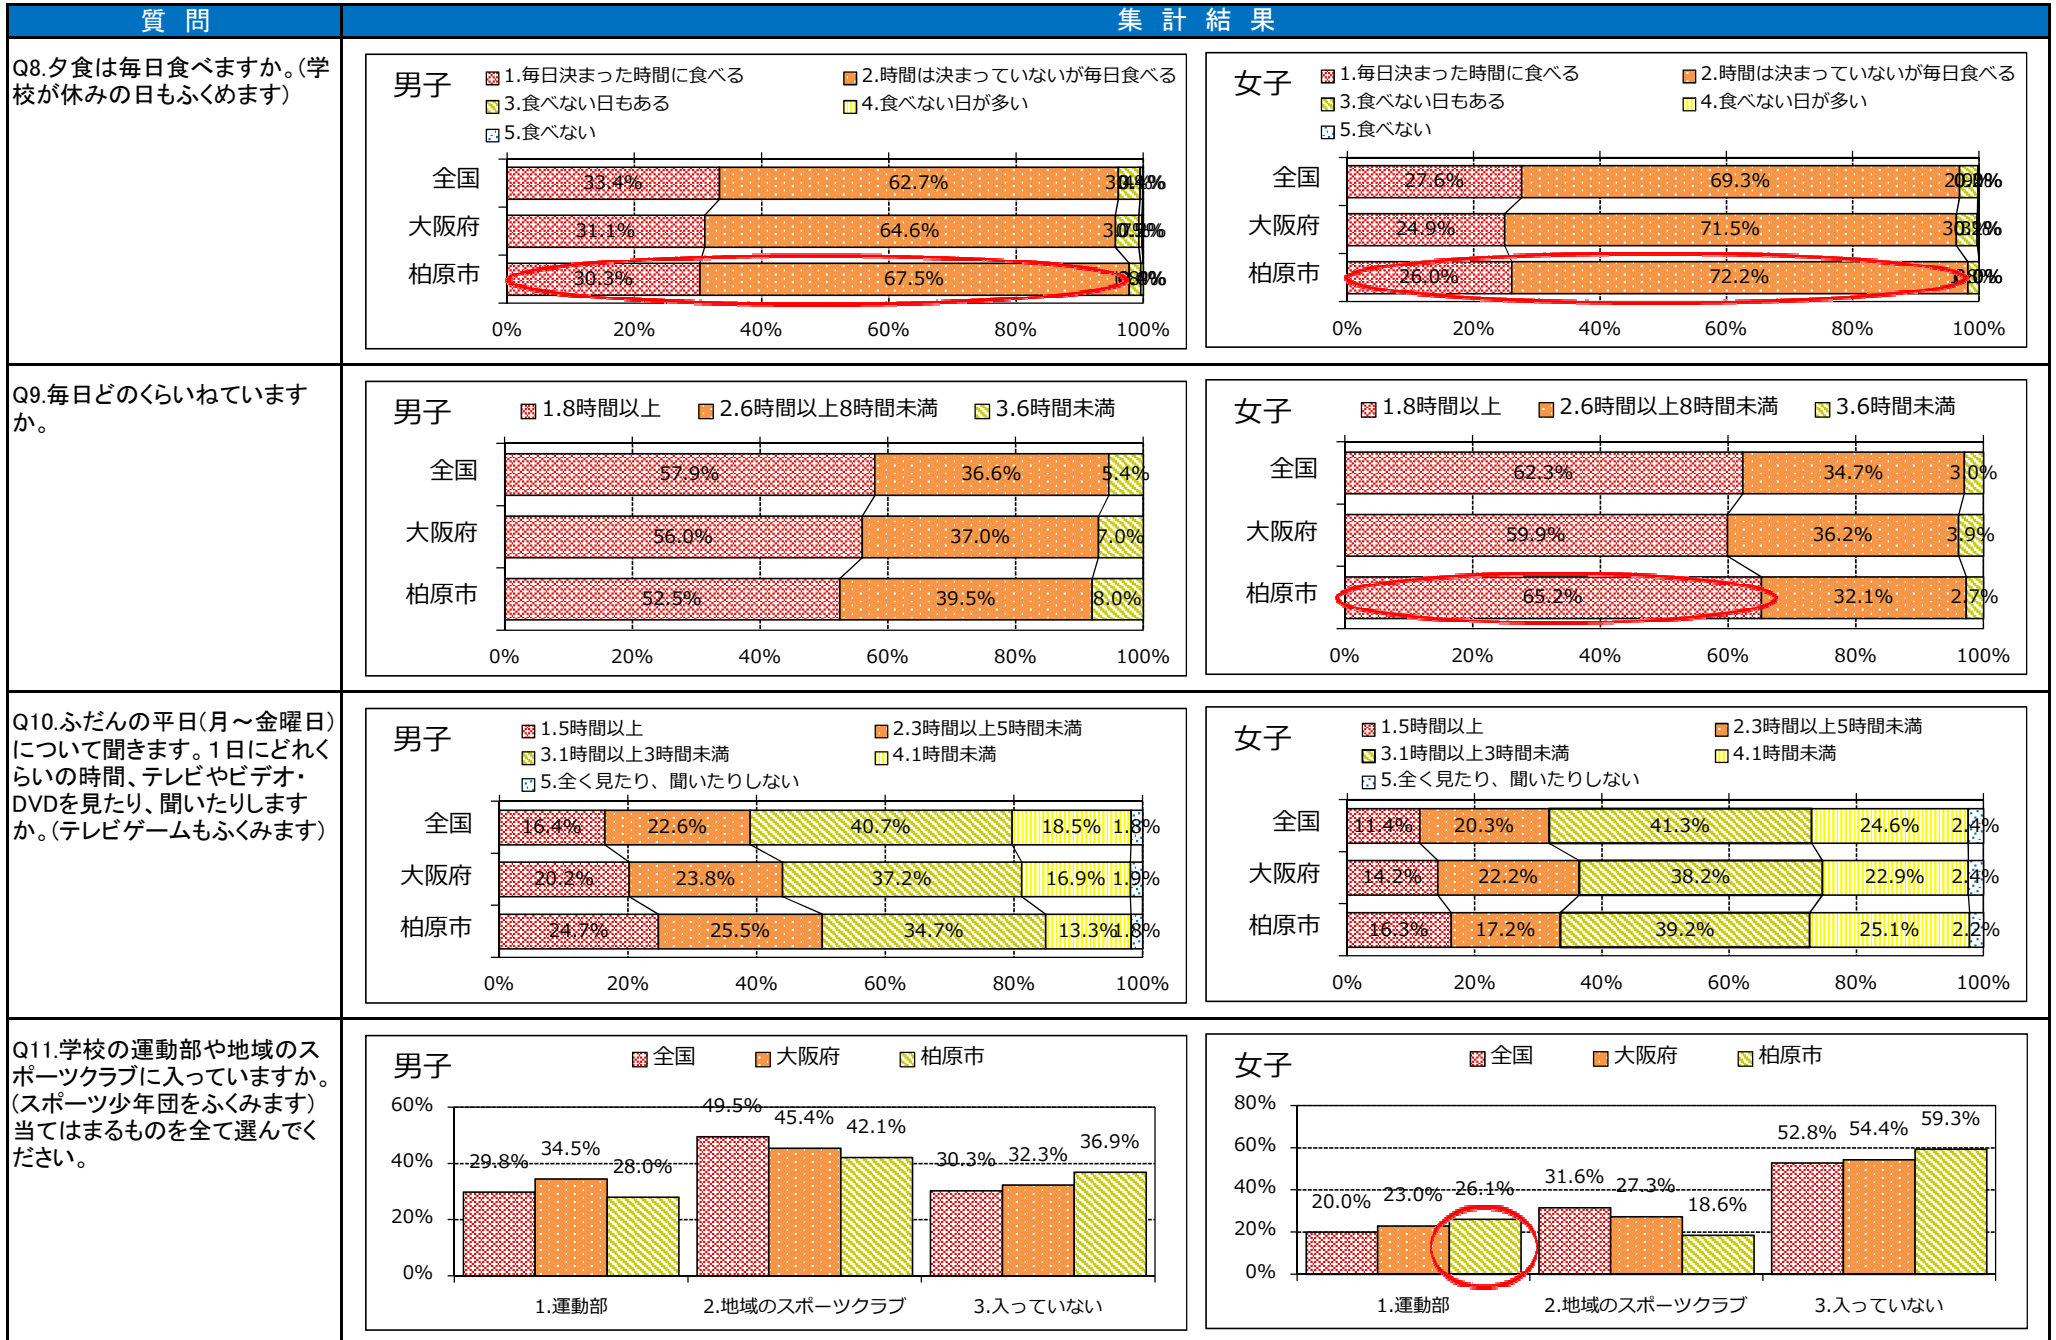 質 問
集 計 結 果
Q8.夕食は毎日食べますか。(学
校が休みの日もふくめます)
男子
1.毎日決まった時間に食べる
2.時間は決まっていないが毎日食べる
3.食べない日もある
4.食べない日が多い
5.食べない
全国
33.4%
62.7%
大阪府
31.1%
64.6%
柏原市
30.3%
67.5%
0% 20% 40% 60% 80% 100%
女子
1.毎日決まった時間に食べる
2.時間は決まっていないが毎日食べる
3.食べない日もある
4.食べない日が多い
5.食べない
全国
27.6%
69.3%
大阪府
24.9%
71.5%
柏原市
26.0%
72.2%
0% 20% 40% 60% 80% 100%
Q9.毎日どのくらいねています
か。
男子
1.8時間以上 2.6時間以上8時間未満 3.6時間未満
全国 57.9% 36.6% 5.4%
大阪府 56.0% 37.0% 7.0%
柏原市 52.5% 39.5% 8.0%
0% 20% 40% 60% 80% 100%
女子
1.8時間以上 2.6時間以上8時間未満 3.6時間未満
全国 62.3% 34.7% 3.0%
大阪府 59.9% 36.2% 3.9%
柏原市 65.2% 32.1% 2.7%
0% 20% 40% 60% 80% 100%
Q10.ふだんの平日(月～金曜日)
について聞きます。1日にどれく
らいの時間、テレビやビデオ・
DVDを見たり、聞いたりします
か。(テレビゲームもふくみます)
男子
1.5時間以上
2.3時間以上5時間未満
3.1時間以上3時間未満
4.1時間未満
5.全く見たり、聞いたりしない
全国 16.4% 22.6% 40.7% 18.5% 1.8%
大阪府 20.2% 23.8% 37.2% 16.9% 1.9%
柏原市 24.7% 25.5% 34.7% 13.3% 1.8%
0% 20% 40% 60% 80% 100%
女子
1.5時間以上
2.3時間以上5時間未満
3.1時間以上3時間未満
4.1時間未満
5.全く見たり、聞いたりしない
全国 11.4% 20.3% 41.3% 24.6% 2.4%
大阪府 14.2% 22.2% 38.2% 22.9% 2.4%
柏原市 16.3% 17.2% 39.2% 25.1% 2.2%
0% 20% 40% 60% 80% 100%
Q11.学校の運動部や地域のス
ポーツクラブに入っていますか。
(スポーツ少年団をふくみます)
当てはまるものを全て選んでく
ださい。
男子
全国 大阪府 柏原市
60%
40%
20%
0%
29.8% 34.5% 28.0%
49.5% 45.4% 42.1%
30.3% 32.3% 36.9%
1.運動部 2.地域のスポーツクラブ 3.入っていない
女子
全国 大阪府 柏原市
80%
60%
40%
20%
0%
20.0% 23.0% 26.1%
31.6% 27.3% 18.6%
52.8% 54.4% 59.3%
1.運動部 2.地域のスポーツクラブ 3.入っていない